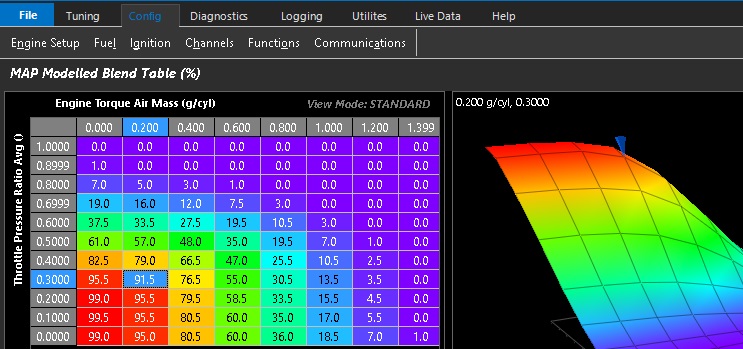 File Tuning Config Diagnostics Logging Utilites Live Data Help
Engine Setup Fuel Ignition Channels Functions Communications
MAP Modelled Blend Table (%)
Engine Torque Air Mass (g/cyl) View Mode: STANDARD
0.200 g/cyl, 0.3000
Throttle Pressure Ratio Avg ()
0.000 0.200 0.400 0.600 0.800 1.000 1.200 1.399
1.0000 0.0 0.0 0.0 0.0 0.0 0.0 0.0 0.0
0.8999 1.0 0.0 0.0 0.0 0.0 0.0 0.0 0.0
0.8000 7.0 5.0 3.0 1.0 0.0 0.0 0.0 0.0
0.6999 19.0 16.0 12.0 7.5 3.0 0.0 0.0 0.0
0.6000 37.5 33.5 27.5 19.5 10.5 3.0 0.0 0.0
0.5000 61.0 57.0 48.0 35.0 19.5 7.0 1.0 0.0
0.4000 82.5 79.0 66.5 47.0 25.5 10.5 2.5 0.0
0.3000 95.5 91.5 76.5 55.0 30.5 13.5 3.5 0.0
0.2000 99.0 95.5 79.5 58.5 33.5 15.5 4.5 0.0
0.1000 99.0 95.5 80.5 60.0 35.0 17.0 5.5 0.0
0.0000 99.0 95.0 80.5 60.0 36.0 18.5 7.0 1.0